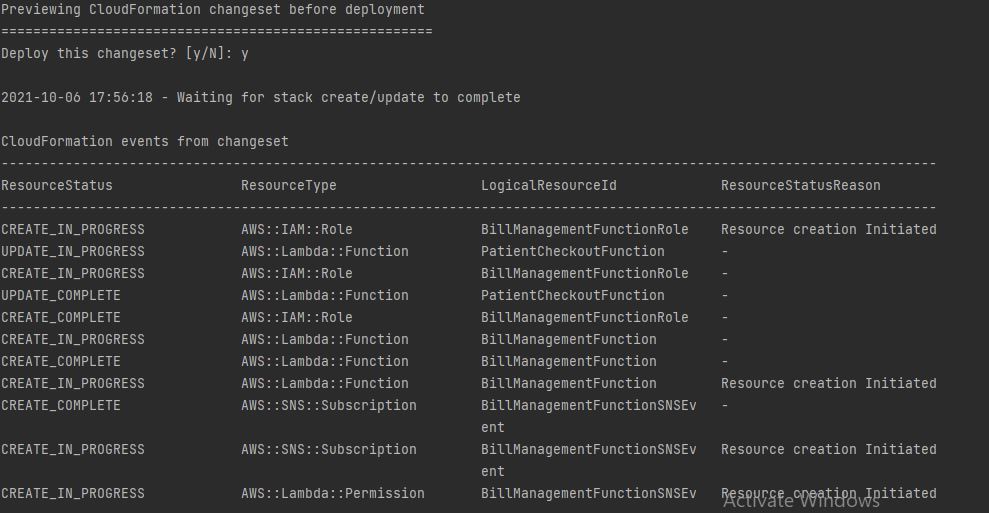 Previewing CloudFormation changeset before deployment
======================================================
Deploy this changeset? [y/N]: y
2021-10-06 17:56:18 - Waiting for stack create/update to complete
CloudFormation events from changeset
---------------------------------------------------------------------------------------------------------------------
ResourceStatus ResourceType LogicalResourceId ResourceStatusReason
---------------------------------------------------------------------------------------------------------------------
CREATE_IN_PROGRESS AWS::IAM::Role BillManagementFunctionRole Resource creation Initiated
UPDATE_IN_PROGRESS AWS::Lambda::Function PatientCheckoutFunction -
CREATE_IN_PROGRESS AWS::IAM::Role BillManagementFunctionRole -
UPDATE_COMPLETE AWS::Lambda::Function PatientCheckoutFunction -
CREATE_COMPLETE AWS::IAM::Role BillManagementFunctionRole -
CREATE_IN_PROGRESS AWS::Lambda::Function BillManagementFunction -
CREATE_COMPLETE AWS::Lambda::Function BillManagementFunction -
CREATE_IN_PROGRESS AWS::Lambda::Function BillManagementFunction Resource creation Initiated
CREATE_COMPLETE AWS::SNS::Subscription BillManagementFunctionSNSEv -
ent
CREATE_IN_PROGRESS AWS::SNS::Subscription BillManagementFunctionSNSEv Resource creation Initiated
ent
CREATE_IN_PROGRESS AWS::Lambda::Permission BillManagementFunctionSNSEv Resource creation Initiated
Activate Windows